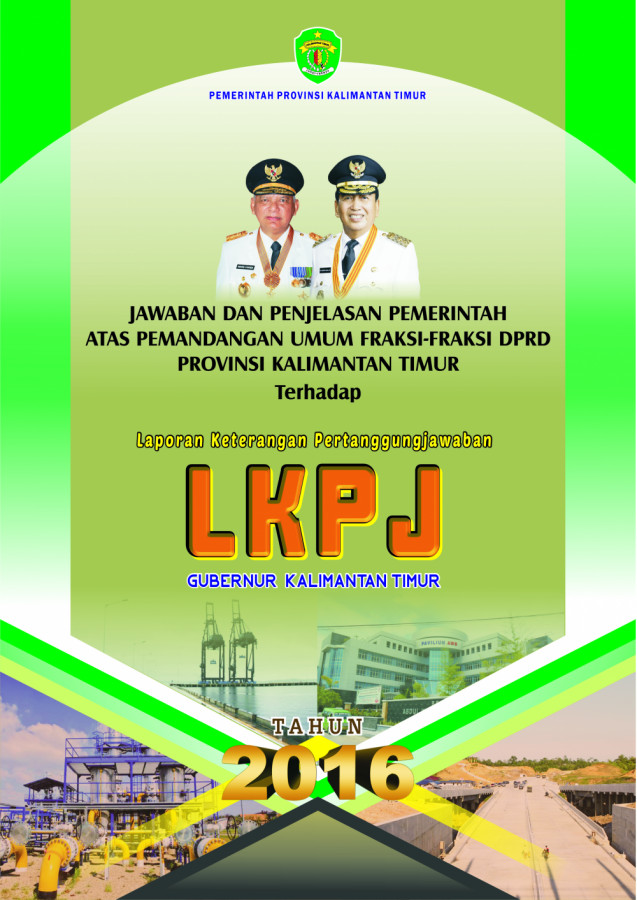 PEMERINTAH PROVINSI KALIMANTAN TIMUR
JAWABAN DAN PENJELASAN PEMERINTAH
ATAS PEMANDANGAN UMUM FRAKSI-FRAKSI DPRD
PROVINSI KALIMANTAN TIMUR
Terhadap
Laporan Keterangan Pertanggungjawaban
LKPJ
GUBERNUR KALIMANTAN TIMUR
PAVILIUN
TAHUN
2016